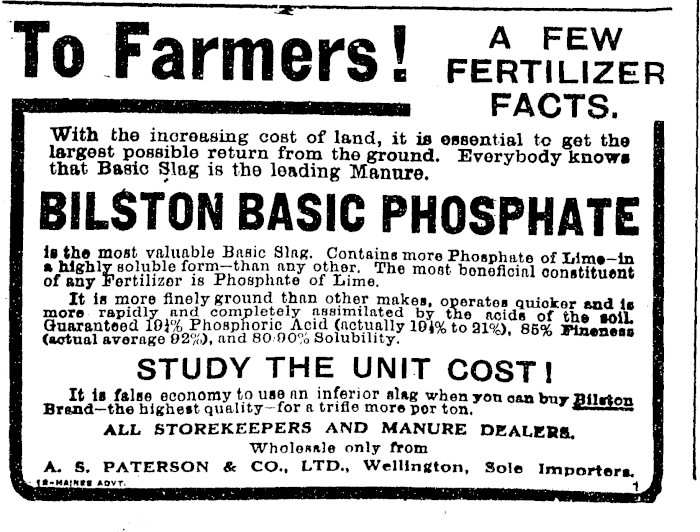 To Farmers!
A FEW
FERTILIZER
FACTS.
With the increasing cost of land, it is essential to get the
largest possible return from the ground. Everybody knows
that Basic Slag is the leading Manure.
BILSTON BASIC PHOSPHATE
is the most valuable Basic Slag. Contains more Phosphate of Lime—in
a highly soluble form—than any other. The most beneficial constituent
of any Fertilizer is Phosphate of Lime.
It is more finely ground than other makes, operates quicker and is
more rapidly and completely assimilated by the acids of the soil.
Guaranteed 19½% Phosphoric Acid (actually 19½% to 21%), 85% Fineness
(actual average 92%), and 80/90% Solubility.
STUDY THE UNIT COST!
It is false economy to use an inferior slag when you can buy Bilston
Brand—the highest quality—for a trifle more per ton.
ALL STOREKEEPERS AND MANURE DEALERS.
Wholesale only from
A. S. PATERSON & CO., LTD., Wellington, Sole Importers.
HAINES ADVT.
1